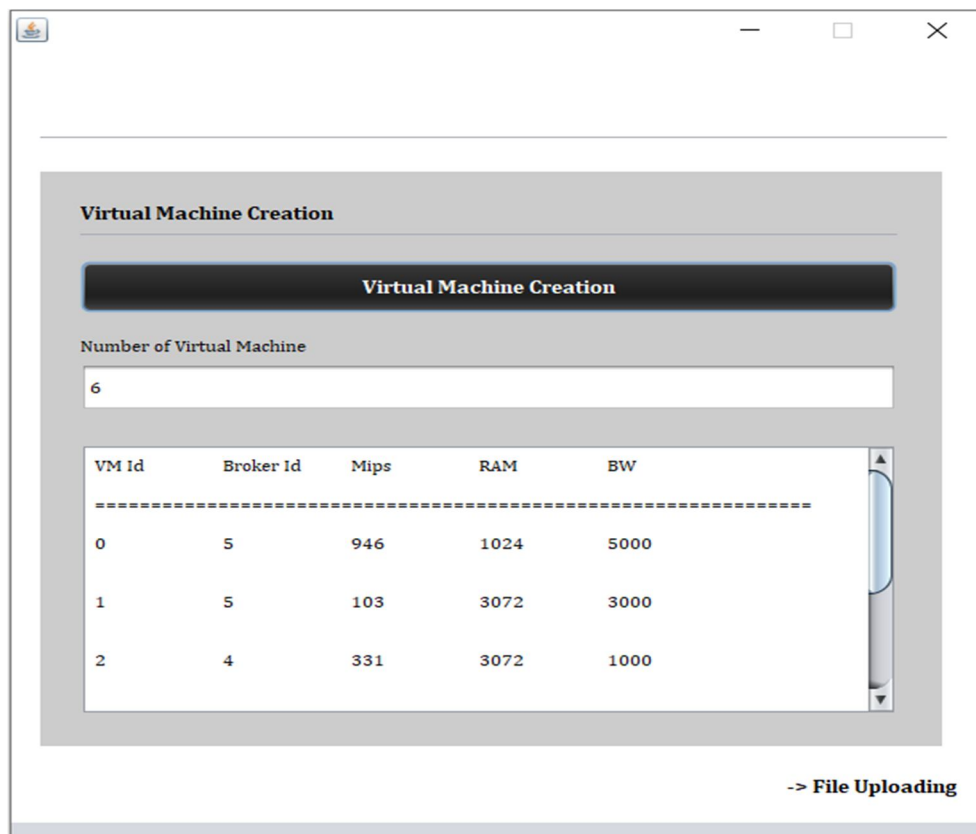 Virtual Machine Creation
Virtual Machine Creation
Number of Virtual Machine
6
VM Id Broker Id Mips RAM BW
================================================================
0 5 946 1024 5000
1 5 103 3072 3000
2 4 331 3072 1000
-> File Uploading